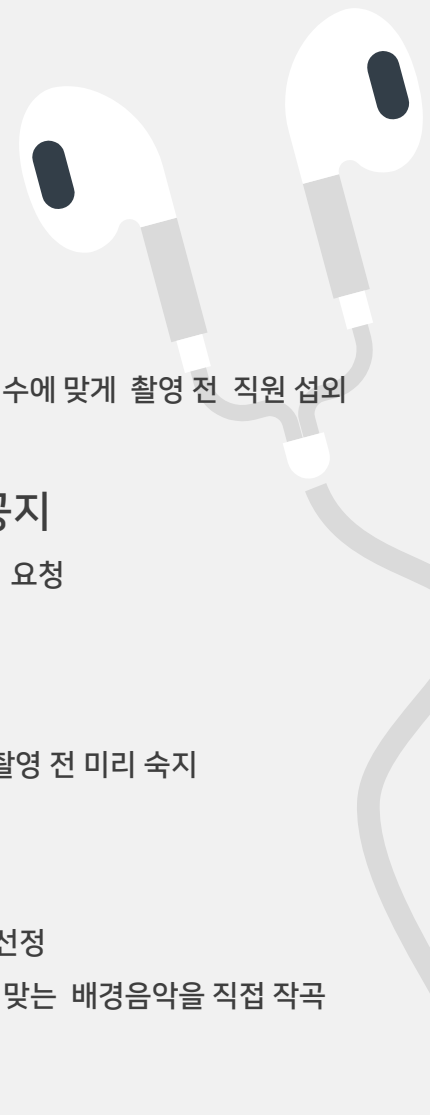 수에 맞게 촬영 전 직원 섭외
공지
요청
촬영 전 미리 숙지
선정
맞는 배경음악을 직접 작곡